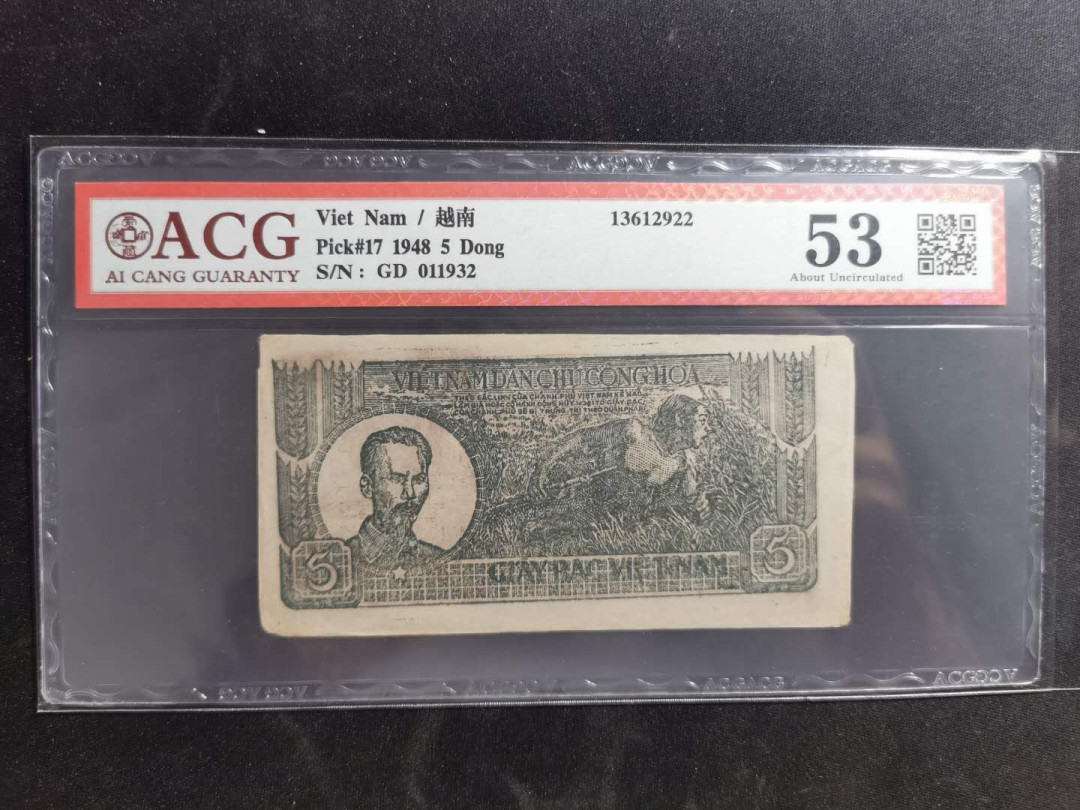 ACG
AI CANG GUARANTY
Viet Nam / 越南
Pick#17 1948 5 Dong
S/N: GD 011932
13612922
53
About Uncirculated
VIỆT NAM DÂN CHỦ CỘNG HÒA
5
GIẤY BẠC VIỆT-NAM
5